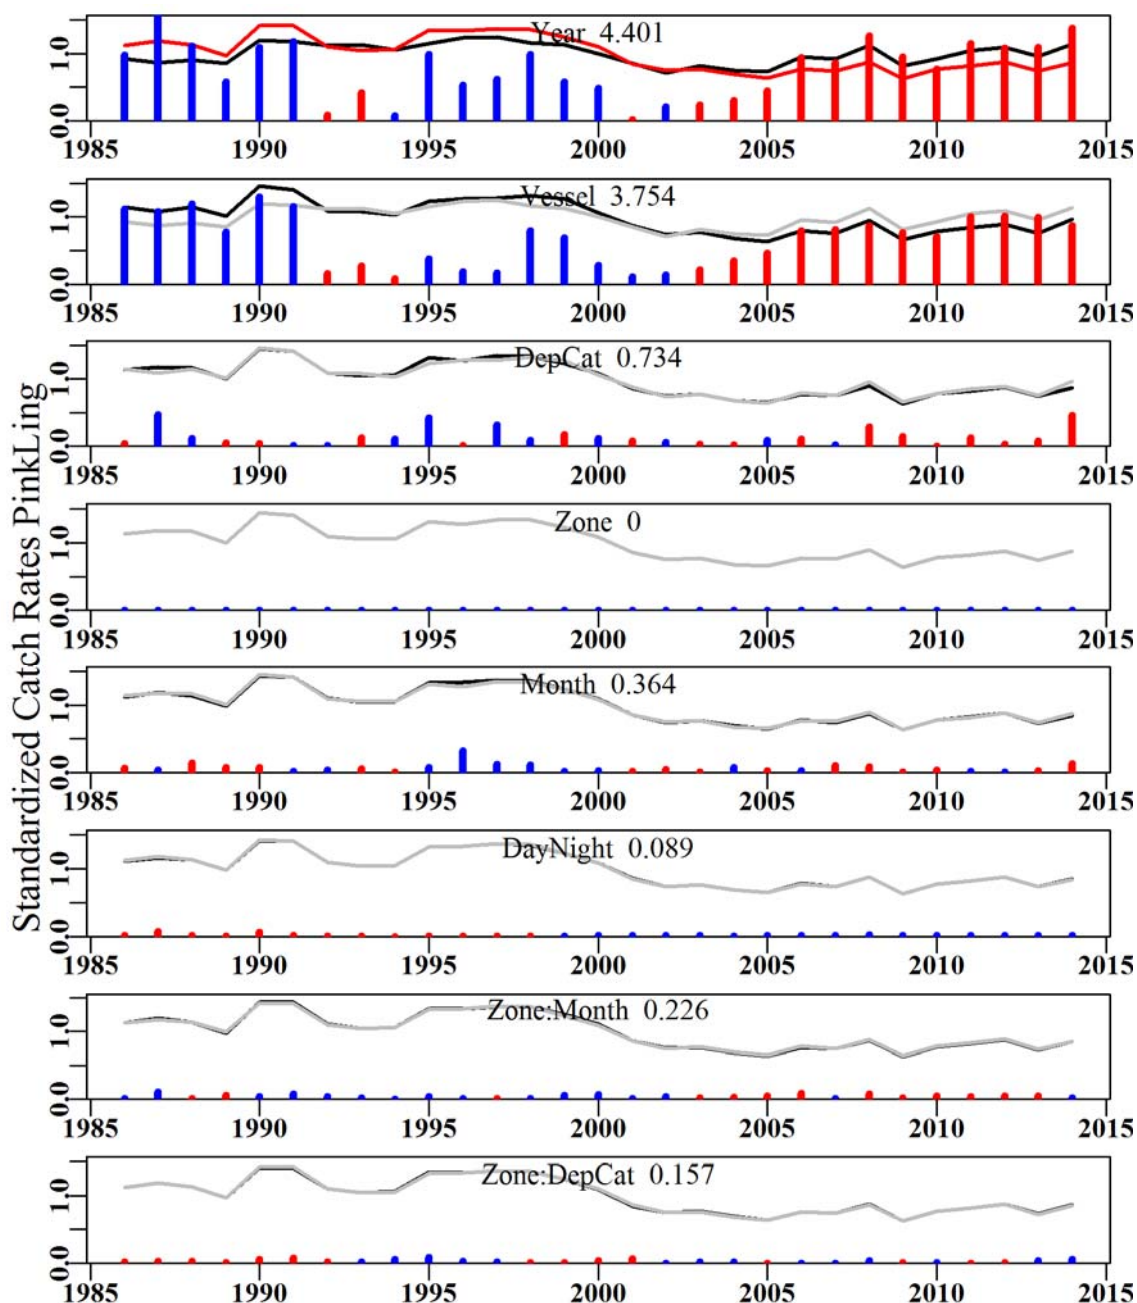 Standardized Catch Rates PinkLing
Year 4.401
0.0 1.0
1985 1990 1995 2000 2005 2010 2015
Vessel 3.754
0.0 1.0
1985 1990 1995 2000 2005 2010 2015
DepCat 0.734
0.0 1.0
1985 1990 1995 2000 2005 2010 2015
Zone 0
0.0 1.0
1985 1990 1995 2000 2005 2010 2015
Month 0.364
0.0 1.0
1985 1990 1995 2000 2005 2010 2015
DayNight 0.089
0.0 1.0
1985 1990 1995 2000 2005 2010 2015
Zone:Month 0.226
0.0 1.0
1985 1990 1995 2000 2005 2010 2015
Zone:DepCat 0.157
0.0 1.0
1985 1990 1995 2000 2005 2010 2015